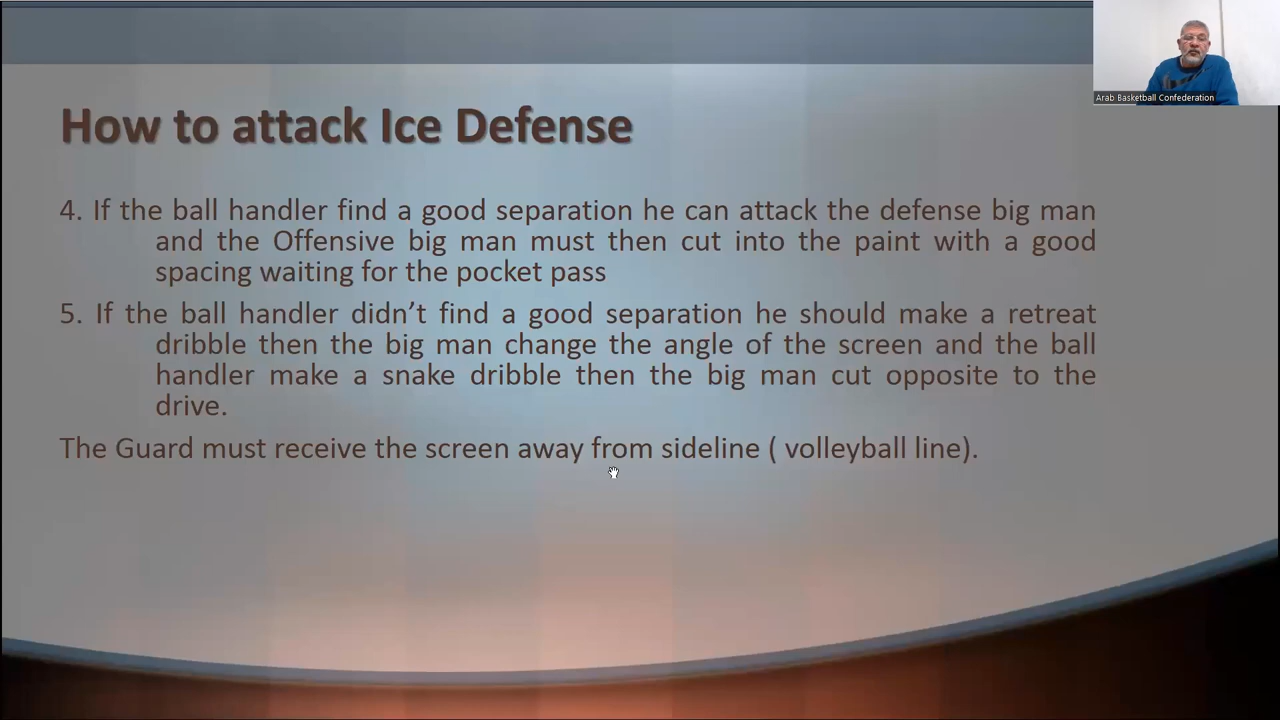 Arab Basketball Confederation
How to attack Ice Defense
4. If the ball handler find a good separation he can attack the defense big man
and the Offensive big man must then cut into the paint with a good
spacing waiting for the pocket pass
5. If the ball handler didn’t find a good separation he should make a retreat
dribble then the big man change the angle of the screen and the ball
handler make a snake dribble then the big man cut opposite to the
drive.
The Guard must receive the screen away from sideline ( volleyball line).